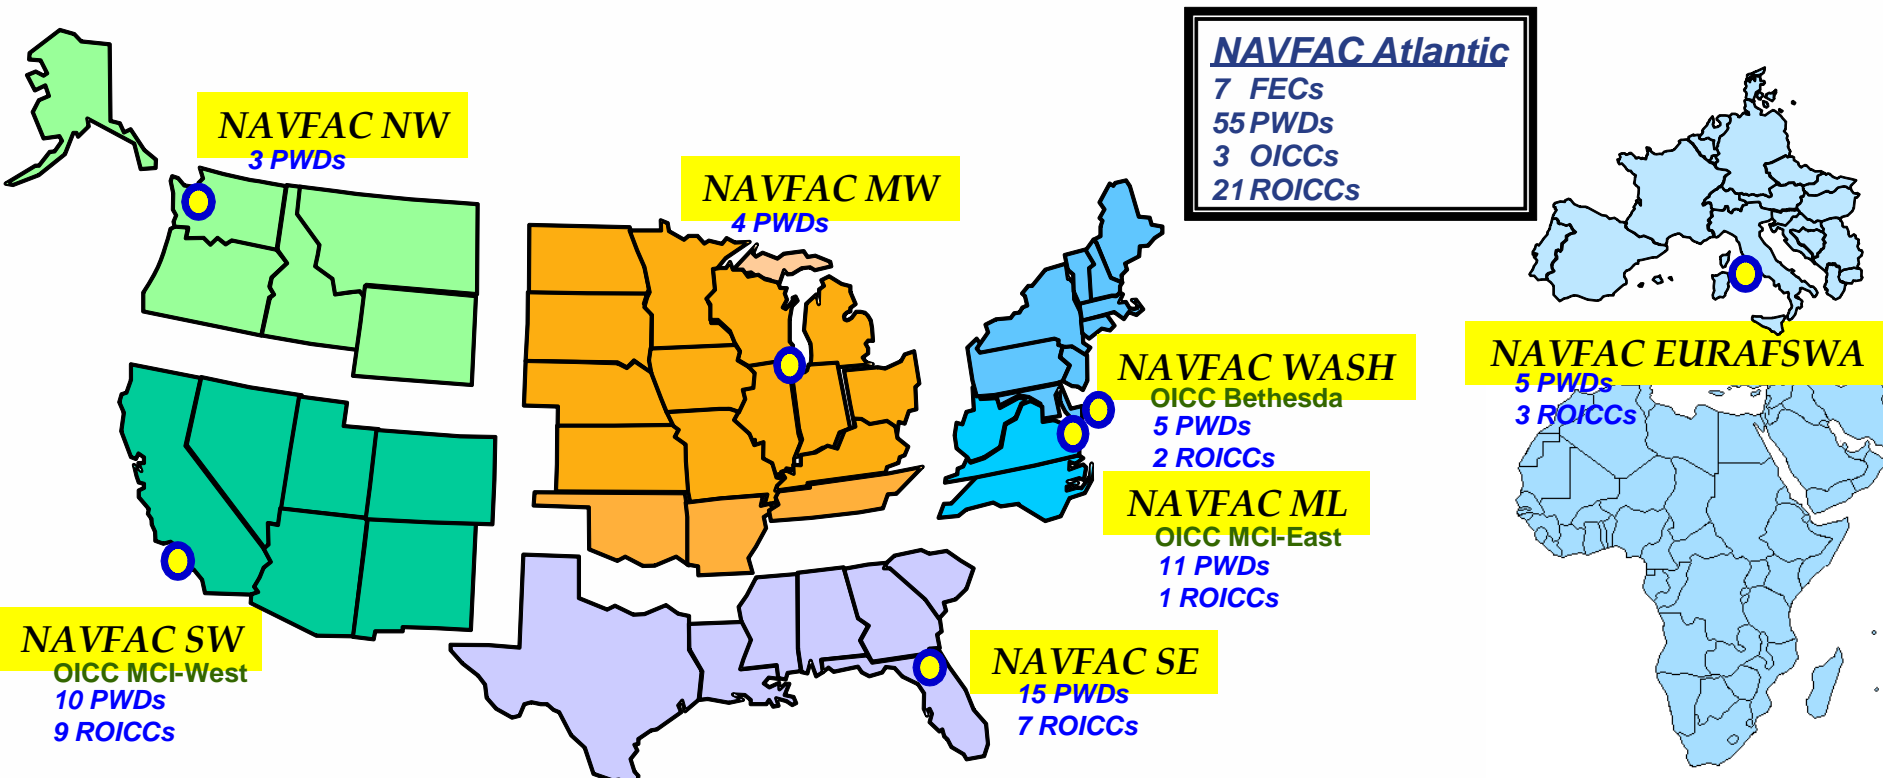 NAVFAC Atlantic
7 FECs
55 PWDs
3 OICCs
21 ROICCs
NAVFAC NW
3 PWDs
NAVFAC MW
4 PWDs
NAVFAC WASH
OICC Bethesda
5 PWDs
2 ROICCs
NAVFAC EURAFSWA
5 PWDs
3 ROICCs
NAVFAC ML
OICC MCI-East
11 PWDs
1 ROICCs
NAVFAC SW
OICC MCI-West
10 PWDs
9 ROICCs
NAVFAC SE
15 PWDs
7 ROICCs